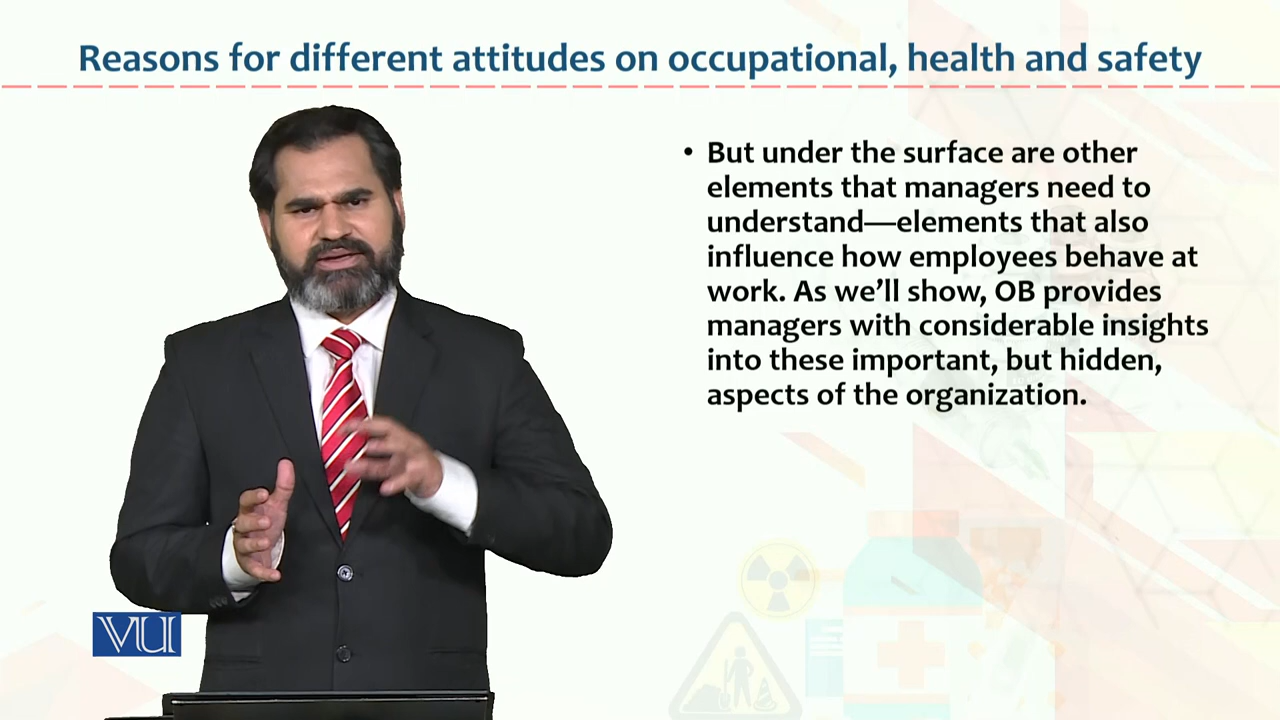 Reasons for different attitudes on occupational, health and safety
• But under the surface are other
elements that managers need to
understand—elements that also
influence how employees behave at
work. As we’ll show, OB provides
managers with considerable insights
into these important, but hidden,
aspects of the organization.
VU